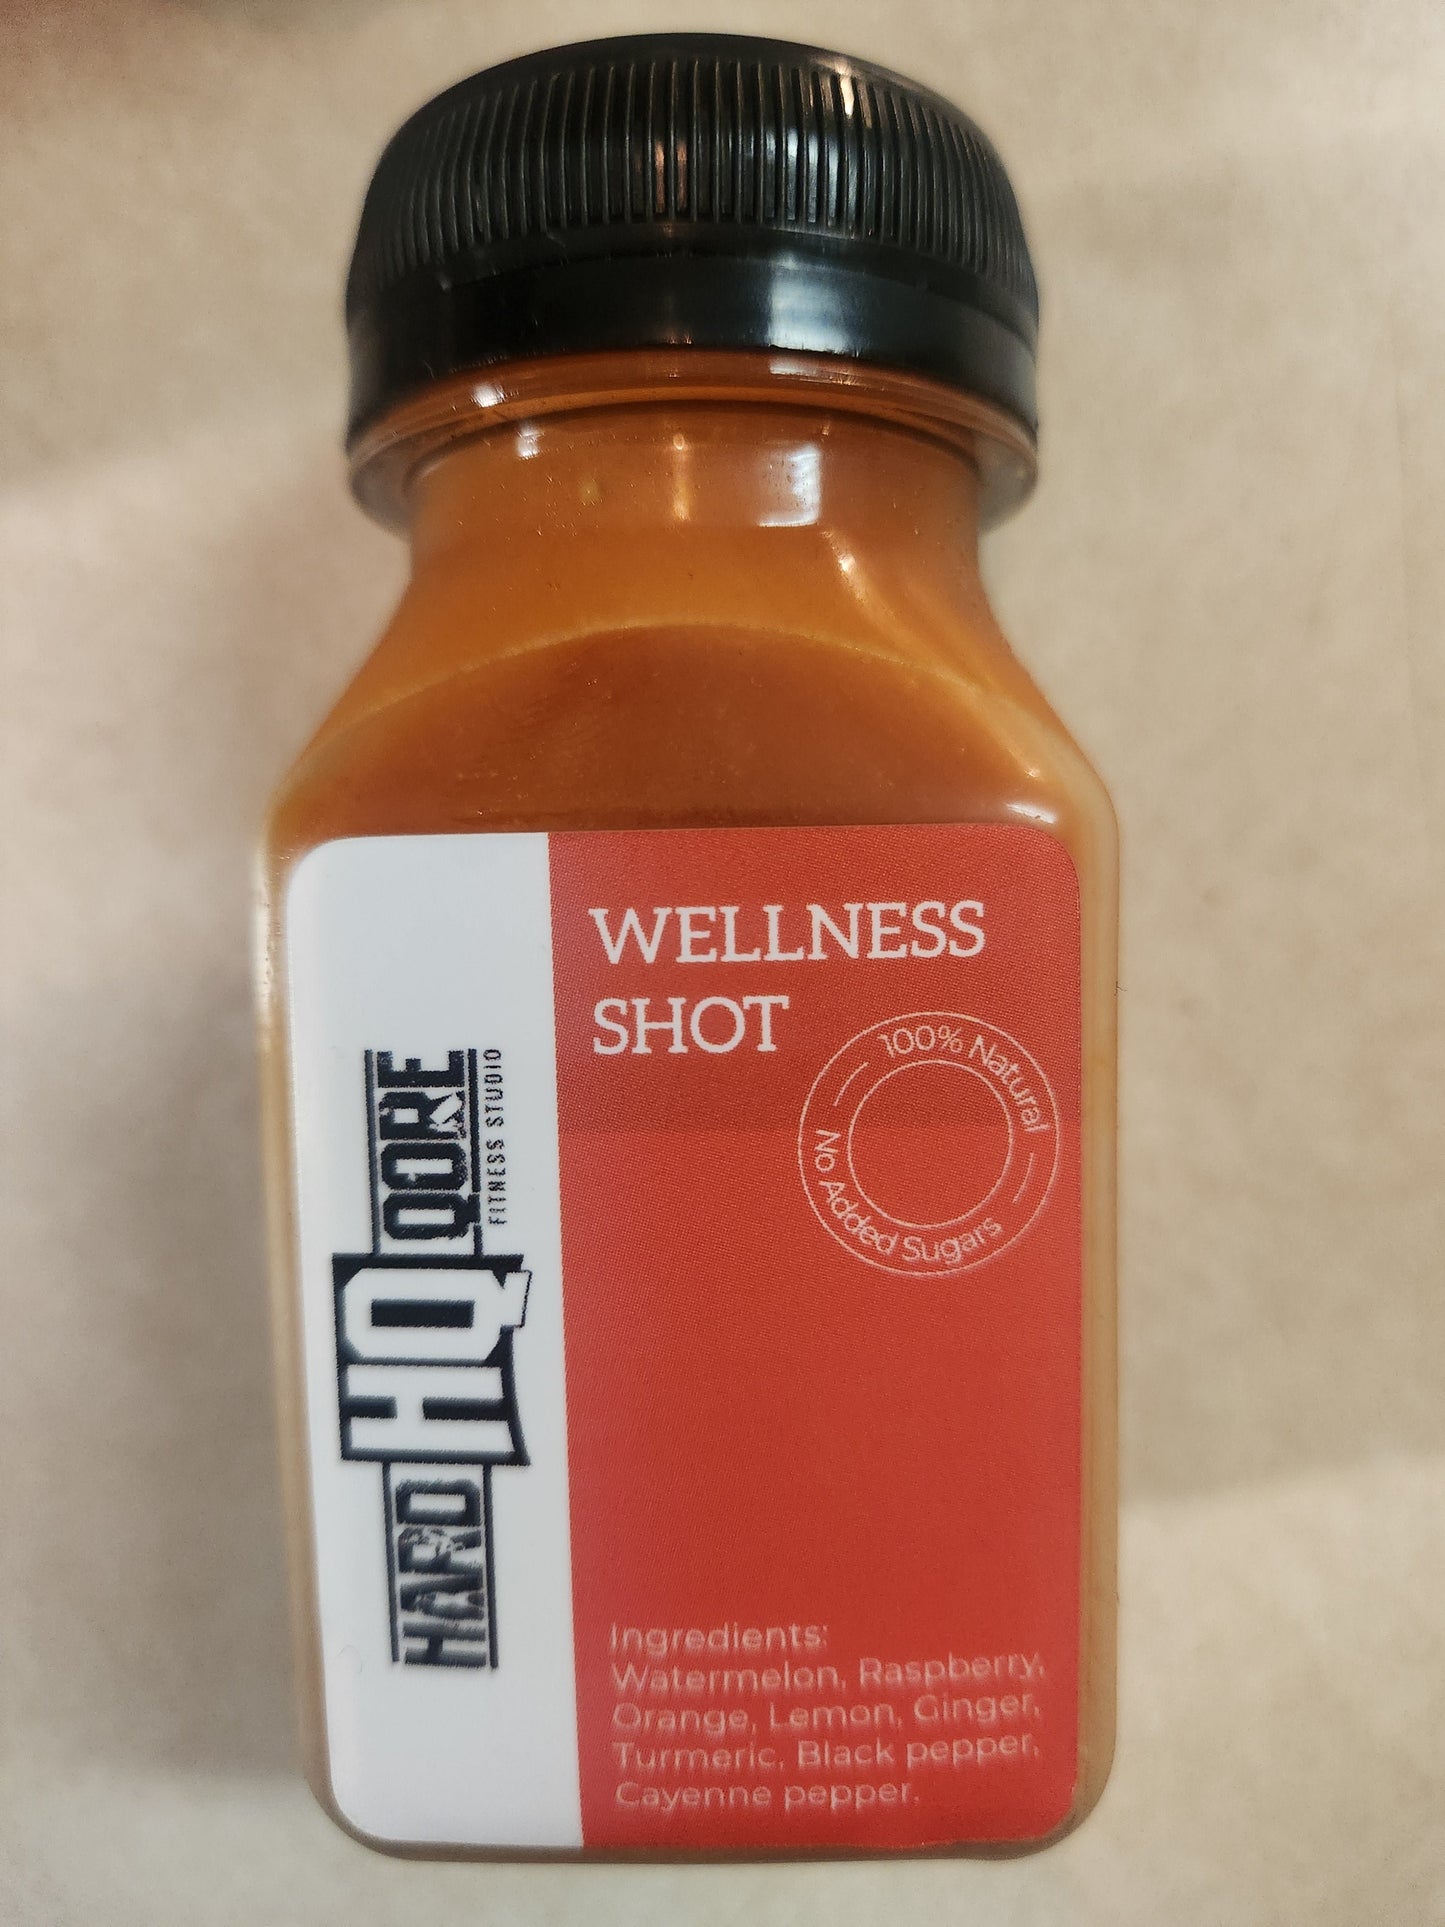 WELLNESS
SHOT
100% Natural
No Added Sugars
HARD HQ QORE
FITNESS STUDIO
Ingredients:
Watermelon, Raspberry,
Orange, Lemon, Ginger,
Turmeric, Black pepper,
Cayenne pepper.